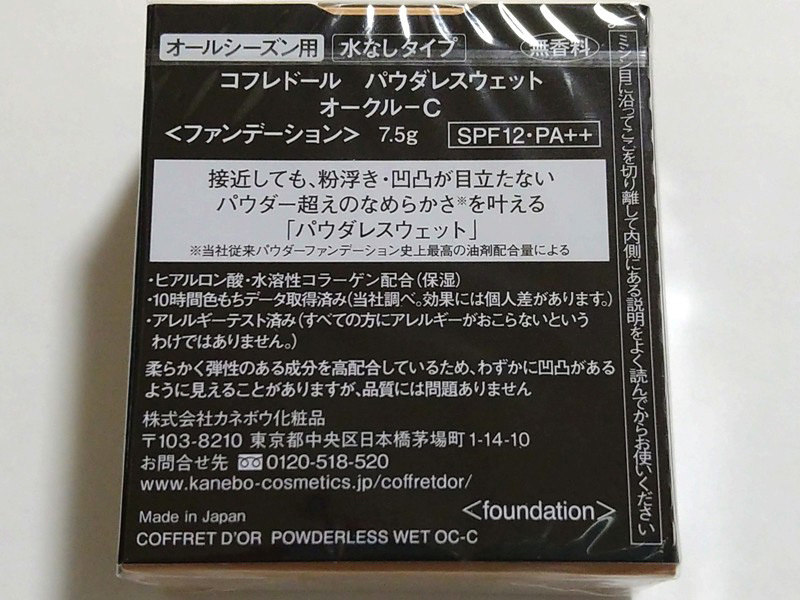 オールシーズン用 水なしタイプ 無香料
コフレドール パウダレスウェット
オークル－C
＜ファンデーション＞ 7.5g SPF12・PA++
接近しても、粉浮き・凹凸が目立たない
パウダー超えのなめらかさ※を叶える
「パウダレスウェット」
※当社従来パウダーファンデーション史上最高の油剤配合量による
・ヒアルロン酸・水溶性コラーゲン配合（保湿）
・10時間色もちデータ取得済み（当社調べ。効果には個人差があります。）
・アレルギーテスト済み（すべての方にアレルギーがおこらないという
わけではありません。）
柔らかく弾性のある成分を高配合しているため、わずかに凹凸がある
ように見えることがありますが、品質には問題ありません
株式会社カネボウ化粧品
〒103-8210 東京都中央区日本橋茅場町1-14-10
お問合せ先 0120-518-520
www.kanebo-cosmetics.jp/coffretdor/
＜foundation＞
Made in Japan
COFFRET D'OR POWDERLESS WET OC-C
ミシン目に沿ってここを切り離して内側にある説明をよく読んでからお使いください